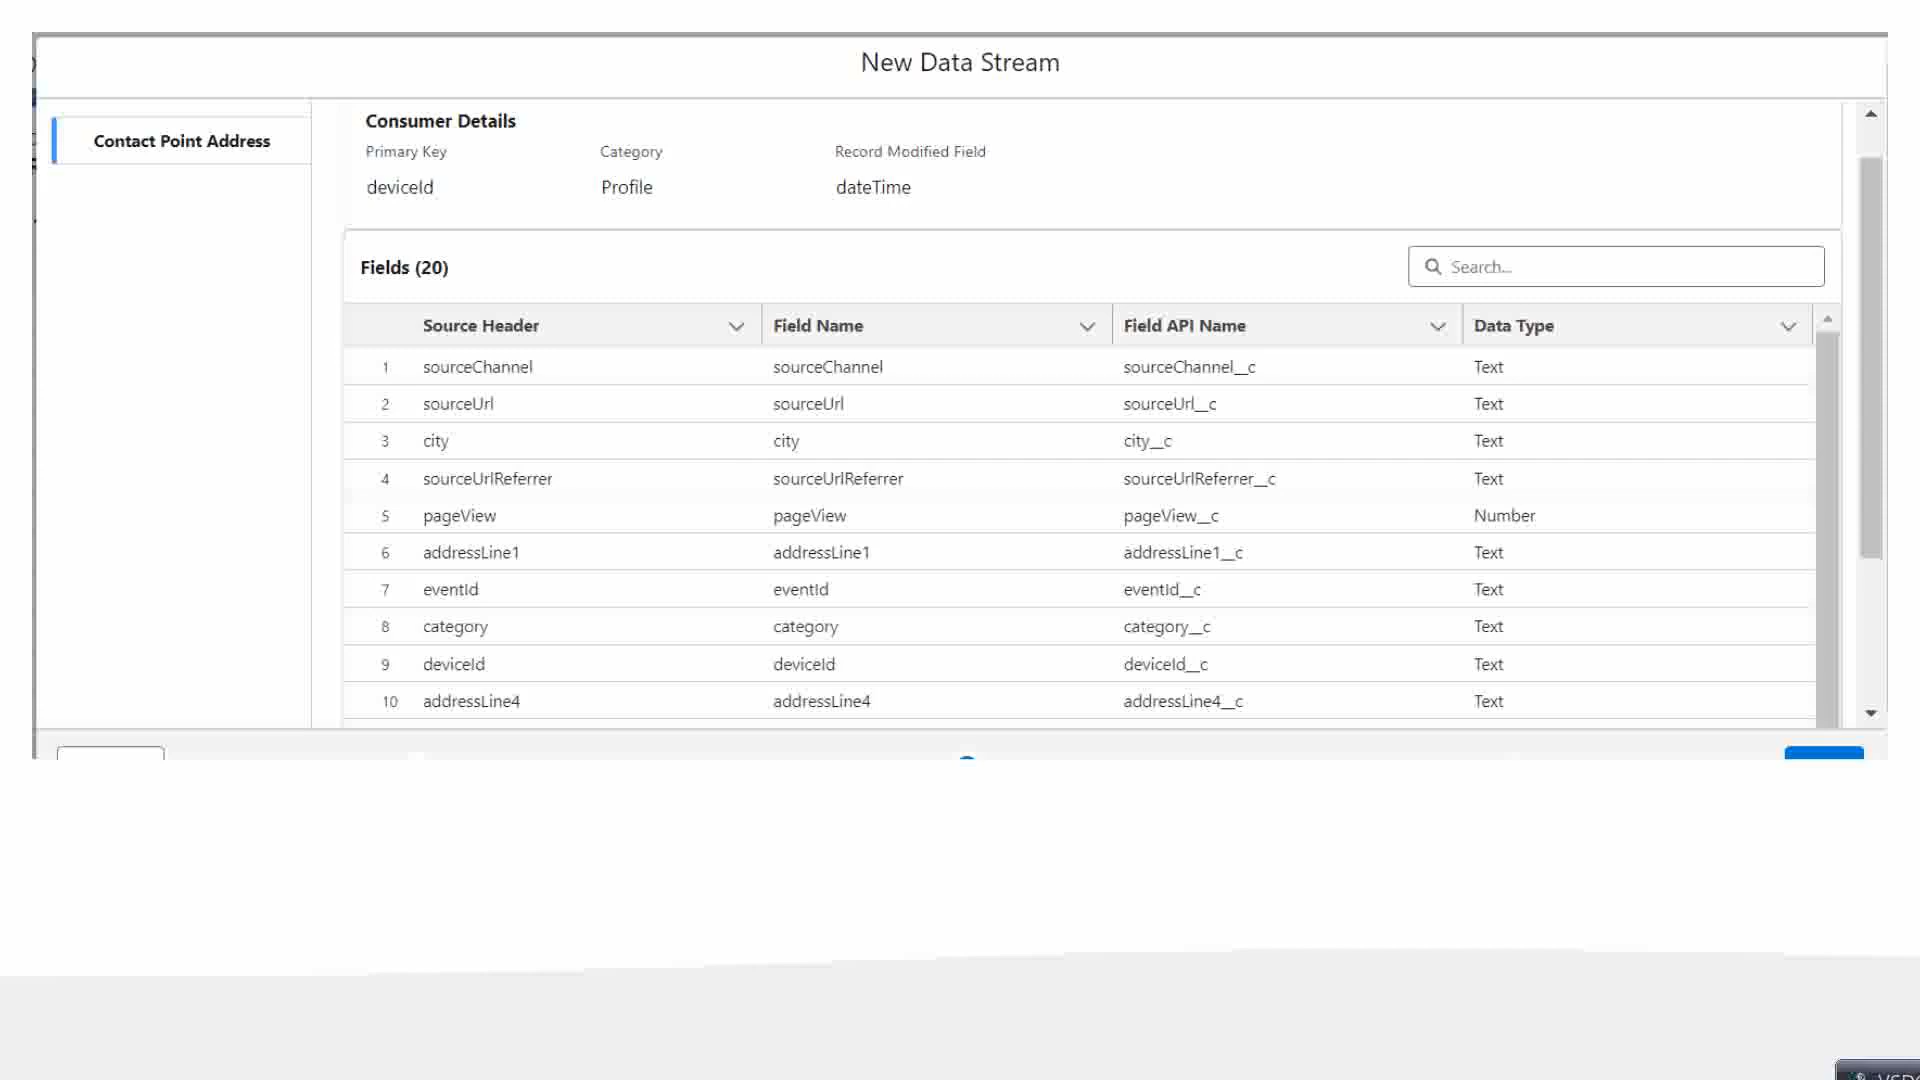 New Data Stream
Contact Point Address
Consumer Details
Primary Key Category Record Modified Field
deviceId Profile dateTime
Fields (20)
Search...
Source Header Field Name Field API Name Data Type
1 sourceChannel sourceChannel sourceChannel__c Text
2 sourceUrl sourceUrl sourceUrl__c Text
3 city city city__c Text
4 sourceUrlReferrer sourceUrlReferrer sourceUrlReferrer__c Text
5 pageView pageView pageView__c Number
6 addressLine1 addressLine1 addressLine1__c Text
7 eventId eventId eventId__c Text
8 category category category__c Text
9 deviceId deviceId deviceId__c Text
10 addressLine4 addressLine4 addressLine4__c Text